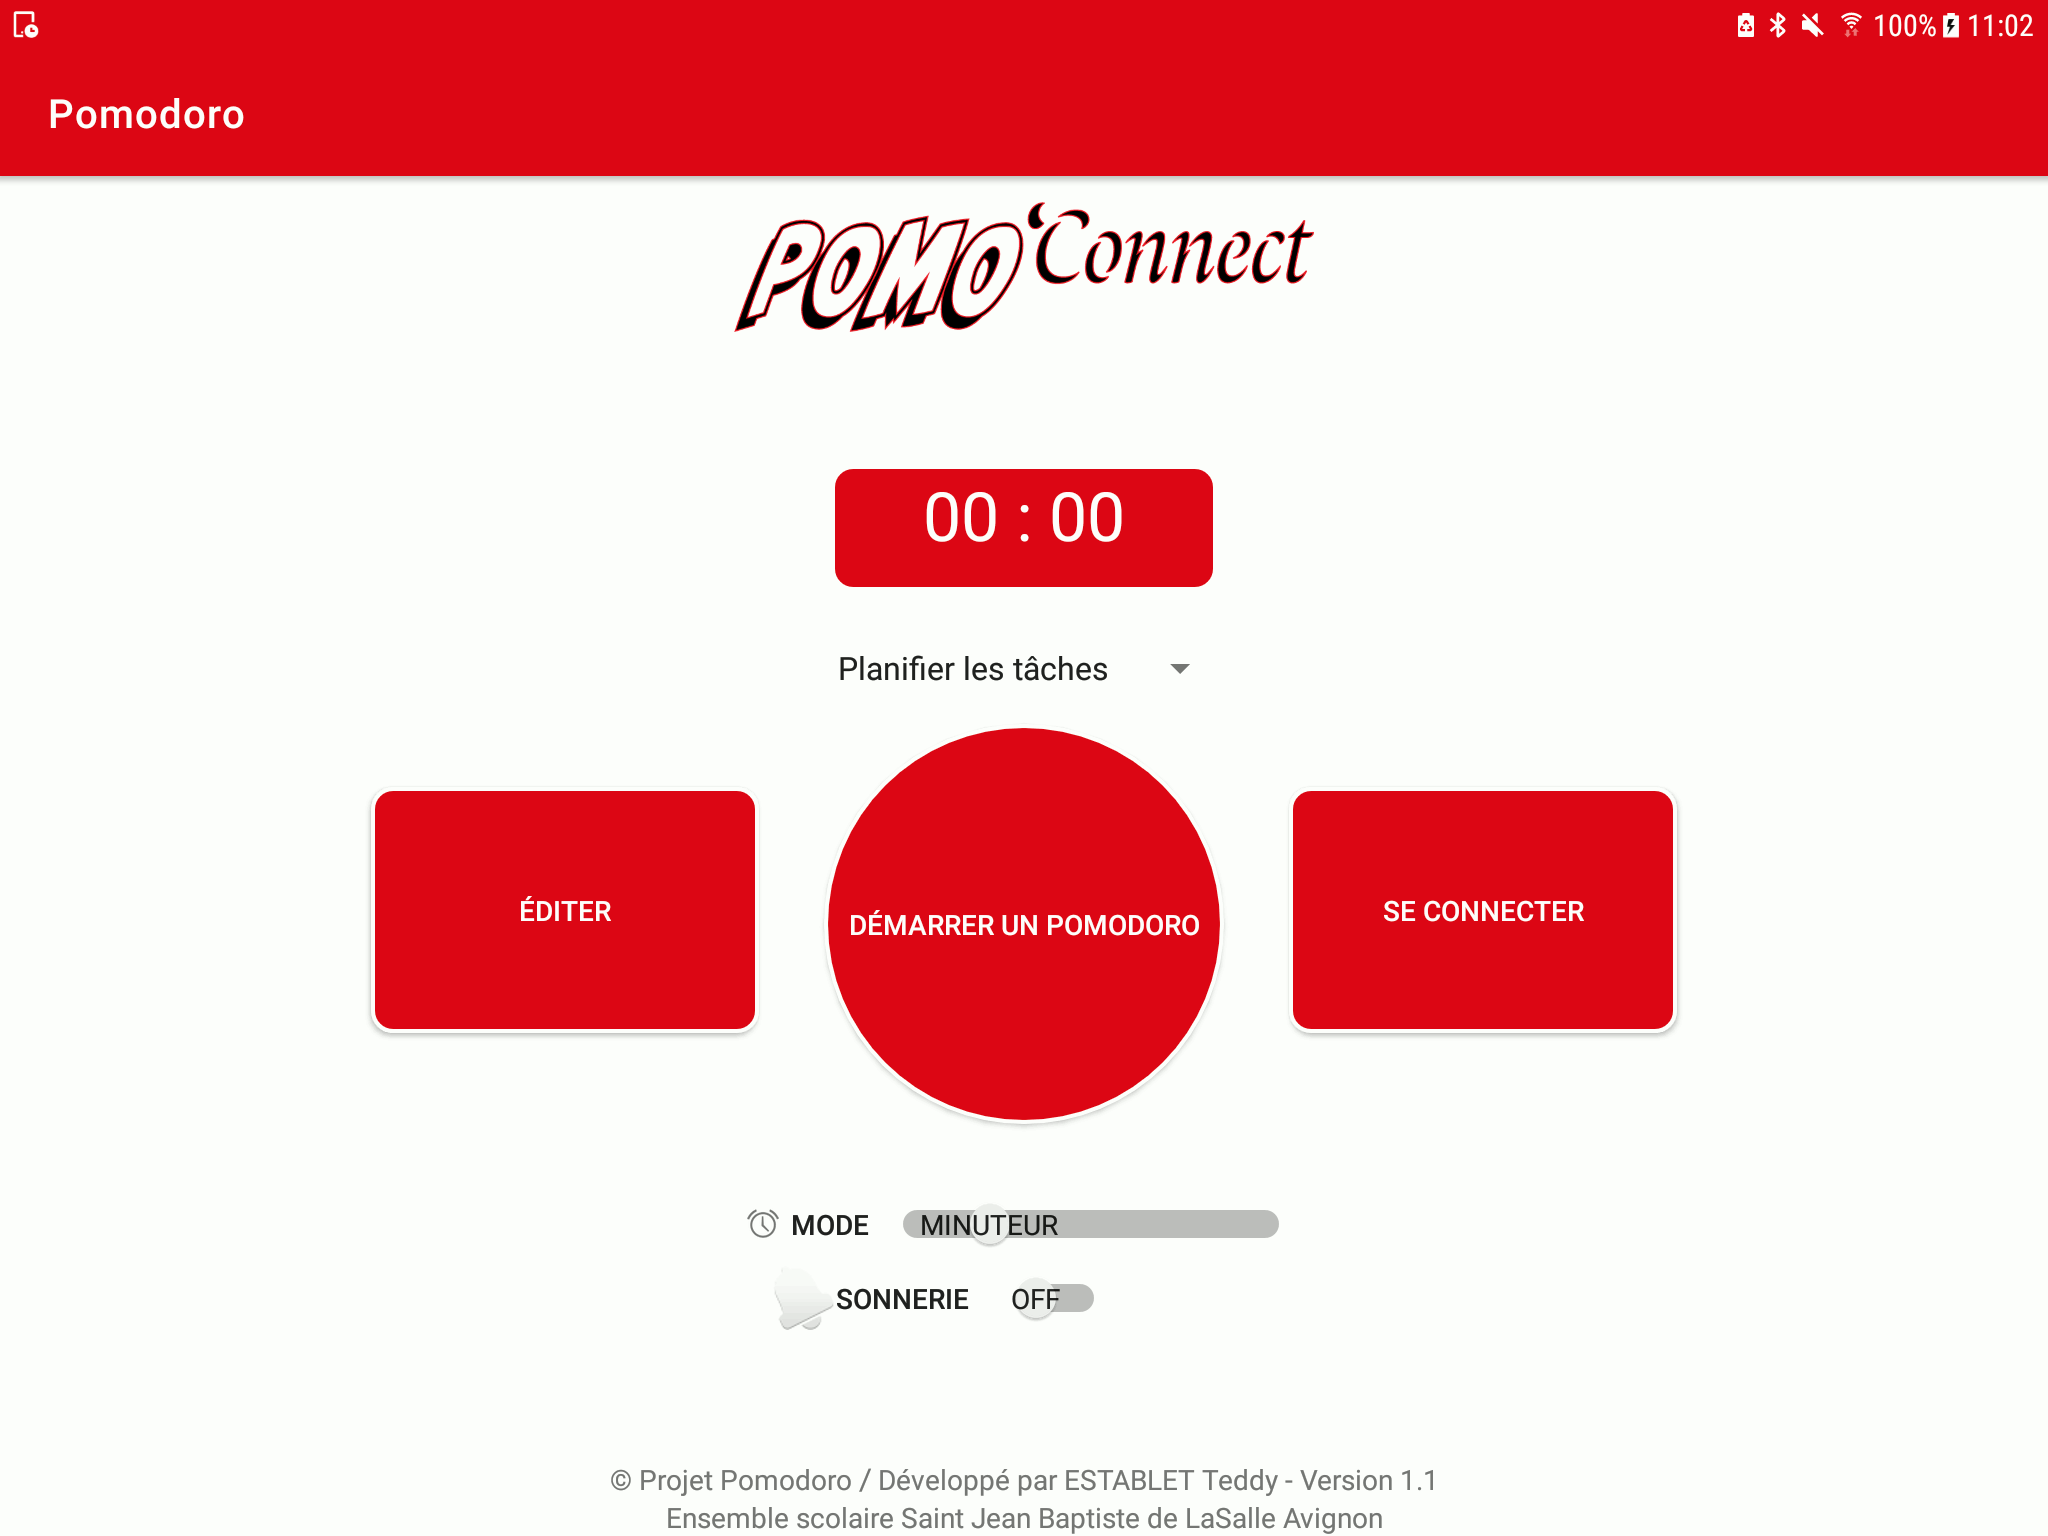 100% 11:02
Pomodoro
POMO'Connect
00 : 00
Planifier les tâches
ÉDITER
DÉMARRER UN POMODORO
SE CONNECTER
MODE MINUTEUR
SONNERIE OFF
© Projet Pomodoro / Développé par ESTABLET Teddy - Version 1.1
Ensemble scolaire Saint Jean Baptiste de LaSalle Avignon